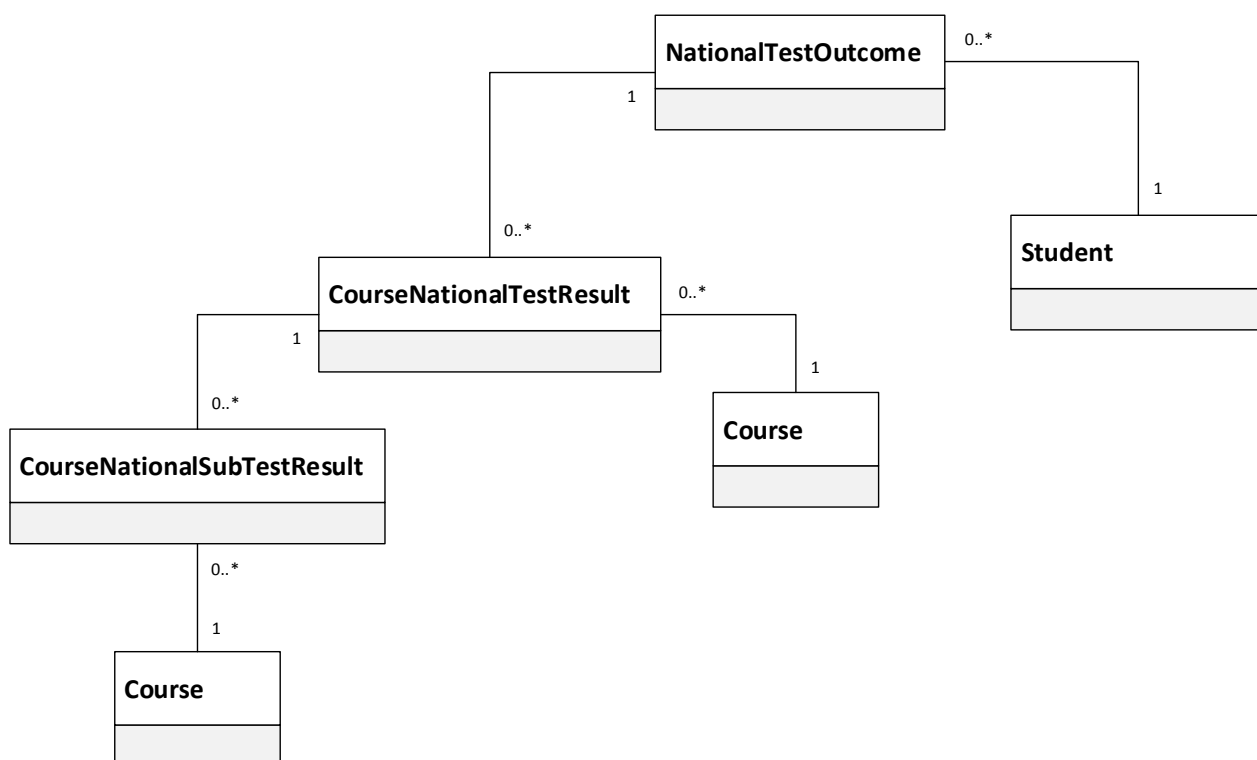 NationalTestOutcome
0..*
1
1
0..*
Student
CourseNationalTestResult
0..*
1
1
0..*
Course
CourseNationalSubTestResult
0..*
1
Course